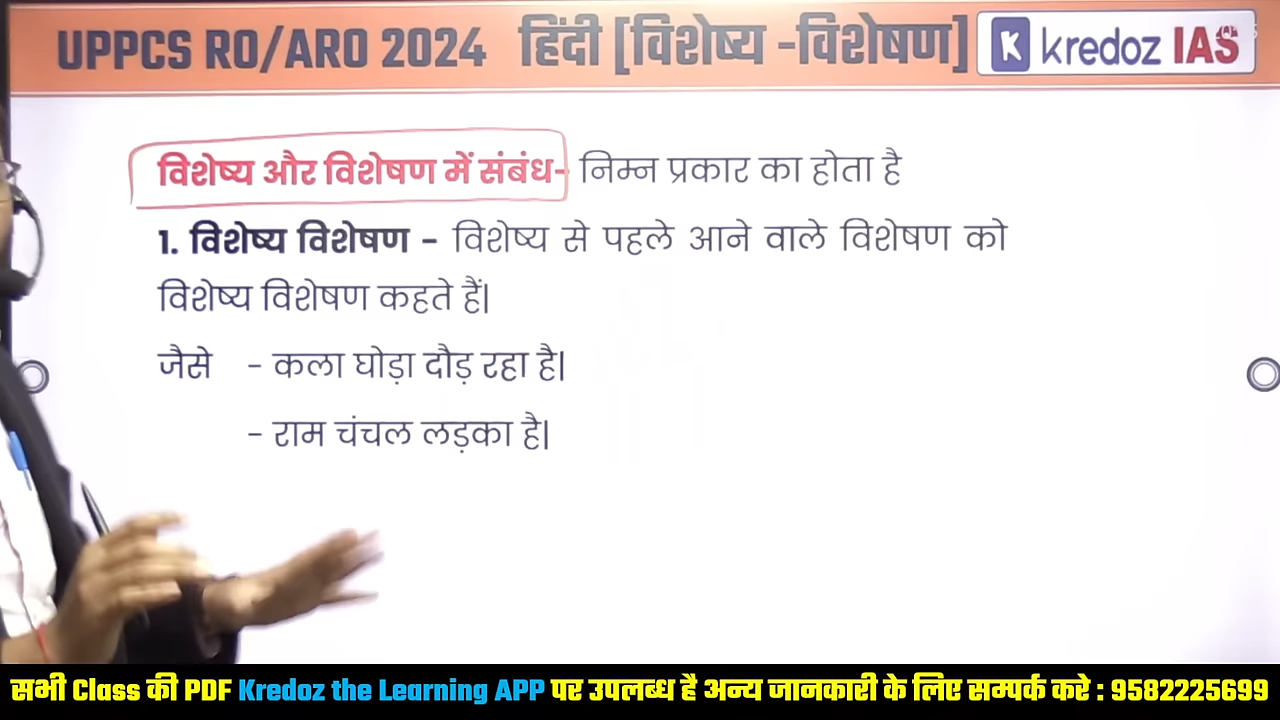 UPPCS RO/ARO 2024 हिंदी [विशेष्य -विशेषण]
K kredoz IAS
विशेष्य और विशेषण में संबंध- निम्न प्रकार का होता है
1. विशेष्य विशेषण - विशेष्य से पहले आने वाले विशेषण को
विशेष्य विशेषण कहते हैं|
जैसे - कला घोड़ा दौड़ रहा है|
- राम चंचल लड़का है|
सभी Class की PDF Kredoz the Learning APP पर उपलब्ध है अन्य जानकारी के लिए सम्पर्क करे : 9582225699